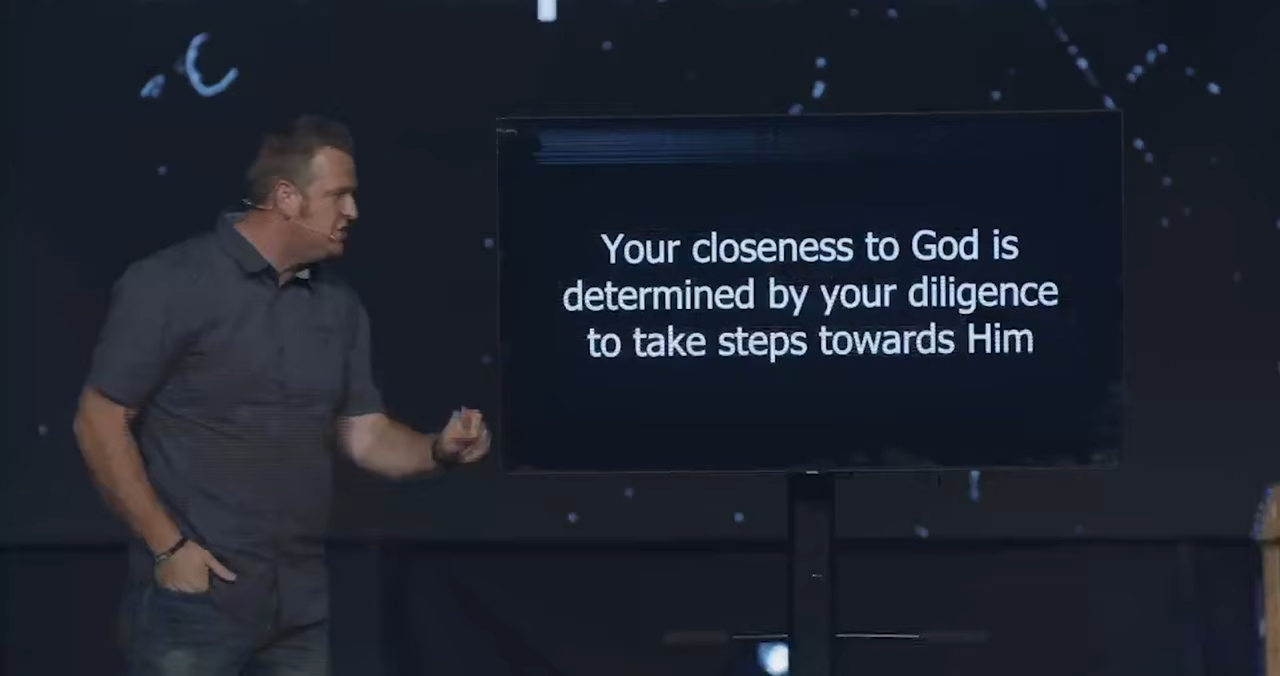 Your closeness to God is
determined by your diligence
to take steps towards Him